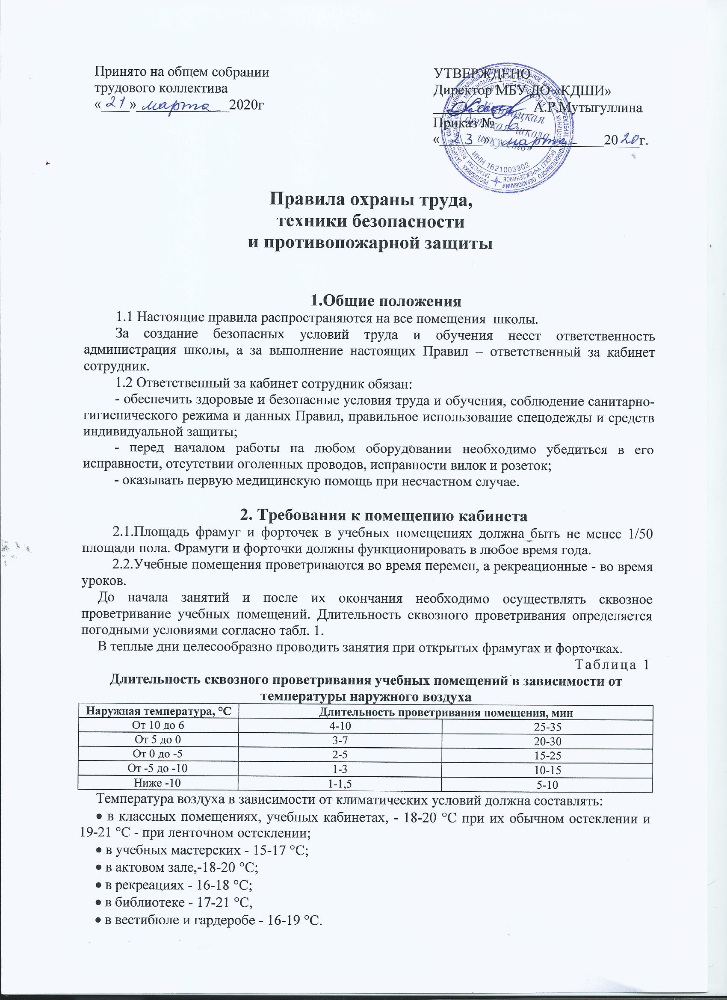 Принято на общем собрании
трудового коллектива
« 21 » марта 2020г
УТВЕРЖДЕНО
Директор МБУ ДО «КДШИ»
А.Р.Мутыгуллина
Приказ № 6
« 23 » марта 2020г.
ИНН 1621003302
Правила охраны труда,
техники безопасности
и противопожарной защиты
1.Общие положения
1.1 Настоящие правила распространяются на все помещения школы.
За создание безопасных условий труда и обучения несет ответственность
администрация школы, а за выполнение настоящих Правил – ответственный за кабинет
сотрудник.
1.2 Ответственный за кабинет сотрудник обязан:
- обеспечить здоровые и безопасные условия труда и обучения, соблюдение санитарно-
гигиенического режима и данных Правил, правильное использование спецодежды и средств
индивидуальной защиты;
- перед началом работы на любом оборудовании необходимо убедиться в его
исправности, отсутствии оголенных проводов, исправности вилок и розеток;
- оказывать первую медицинскую помощь при несчастном случае.
2. Требования к помещению кабинета
2.1.Площадь фрамуг и форточек в учебных помещениях должна быть не менее 1/50
площади пола. Фрамуги и форточки должны функционировать в любое время года.
2.2.Учебные помещения проветриваются во время перемен, а рекреационные - во время
уроков.
До начала занятий и после их окончания необходимо осуществлять сквозное
проветривание учебных помещений. Длительность сквозного проветривания определяется
погодными условиями согласно табл. 1.
В теплые дни целесообразно проводить занятия при открытых фрамугах и форточках.
Таблица 1
Длительность сквозного проветривания учебных помещений в зависимости от
температуры наружного воздуха
Наружная температура, °С Длительность проветривания помещения, мин
От 10 до 6 4-10 25-35
От 5 до 0 3-7 20-30
От 0 до -5 2-5 15-25
От -5 до -10 1-3 10-15
Ниже -10 1-1,5 5-10
Температура воздуха в зависимости от климатических условий должна составлять:
• в классных помещениях, учебных кабинетах, - 18-20 °С при их обычном остеклении и
19-21 °С - при ленточном остеклении;
• в учебных мастерских - 15-17 °С;
• в актовом зале,-18-20 °С;
• в рекреациях - 16-18 °С;
• в библиотеке - 17-21 °С,
• в вестибюле и гардеробе - 16-19 °С.